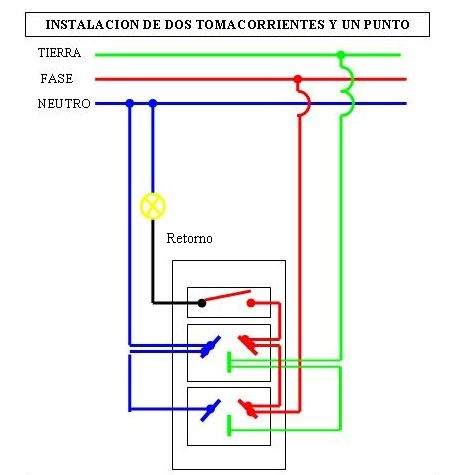 INSTALACION DE DOS TOMACORRIENTES Y UN PUNTO
TIERRA
FASE
NEUTRO
Retorno